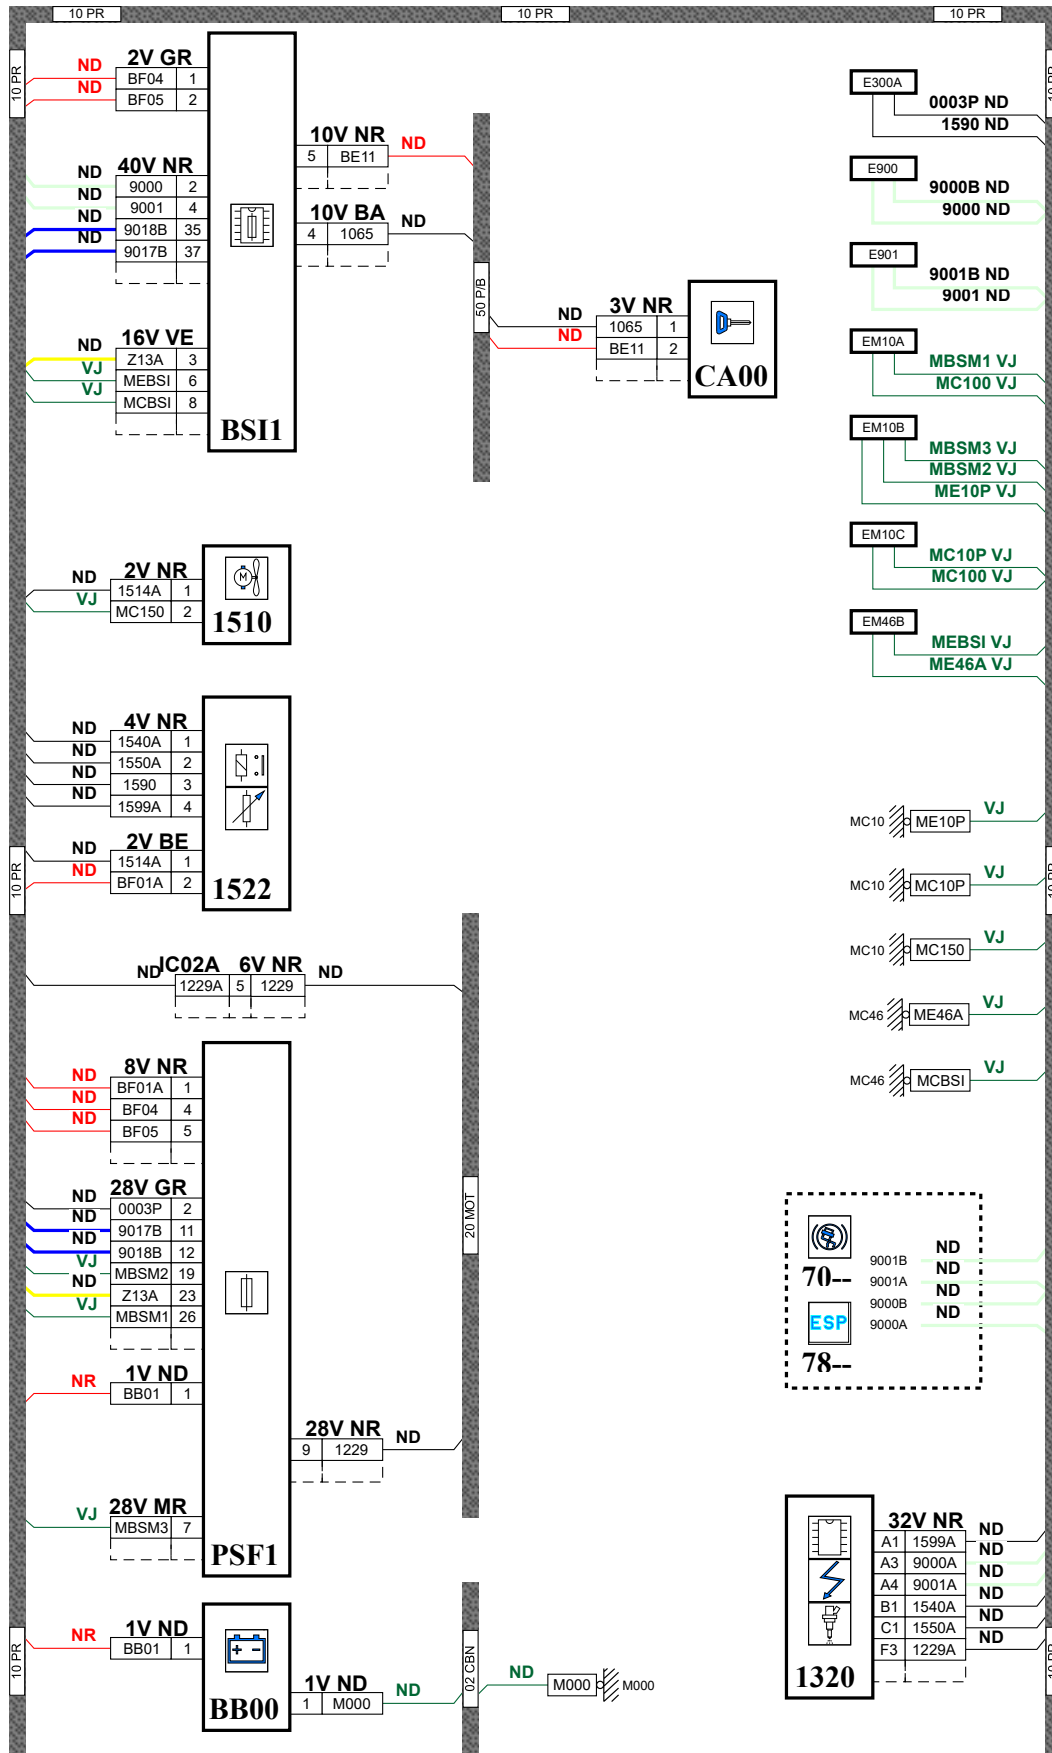 10 PR
10 PR
10 PR
10 PR
10 PR
2V GR
ND
BF04 1
ND
BF05 2
10V NR
5 BE11
ND
40V NR
ND
9000 2
ND
9001 4
ND
9018B 35
ND
9017B 37
10V BA
4 1065
ND
16V VE
ND
Z13A 3
VJ
MEBSI 6
VJ
MCBSI 8
BSI1
50 P/B
3V NR
ND
1065 1
ND
BE11 2
CA00
E300A
0003P ND
1590 ND
E900
9000B ND
9000 ND
E901
9001B ND
9001 ND
EM10A
MBSM1 VJ
MC100 VJ
EM10B
MBSM3 VJ
MBSM2 VJ
ME10P VJ
EM10C
MC10P VJ
MC100 VJ
EM46B
MEBSI VJ
ME46A VJ
2V NR
ND
1514A 1
VJ
MC150 2
M
1510
4V NR
ND
1540A 1
ND
1550A 2
ND
1590 3
ND
1599A 4
2V BE
ND
1514A 1
ND
BF01A 2
1522
10 PR
10 PR
MC10 ME10P VJ
MC10 MC10P VJ
MC10 MC150 VJ
MC46 ME46A VJ
MC46 MCBSI VJ
IC02A 6V NR
ND
1229A 5 1229
ND
8V NR
ND
BF01A 1
ND
BF04 4
ND
BF05 5
28V GR
ND
0003P 2
ND
9017B 11
ND
9018B 12
VJ
MBSM2 19
ND
Z13A 23
VJ
MBSM1 26
20 MOT
1V ND
NR
BB01 1
28V NR
9 1229
ND
28V MR
VJ
MBSM3 7
PSF1
70--
9001B ND
9001A ND
9000B ND
9000A ND
ESP
78--
32V NR
A1 1599A ND
A3 9000A ND
A4 9001A ND
B1 1540A ND
C1 1550A ND
F3 1229A ND
1320
10 PR
10 PR
1V ND
NR
BB01 1
+ -
BB00
1V ND
1 M000
ND
02 CBN
ND
M000
M000